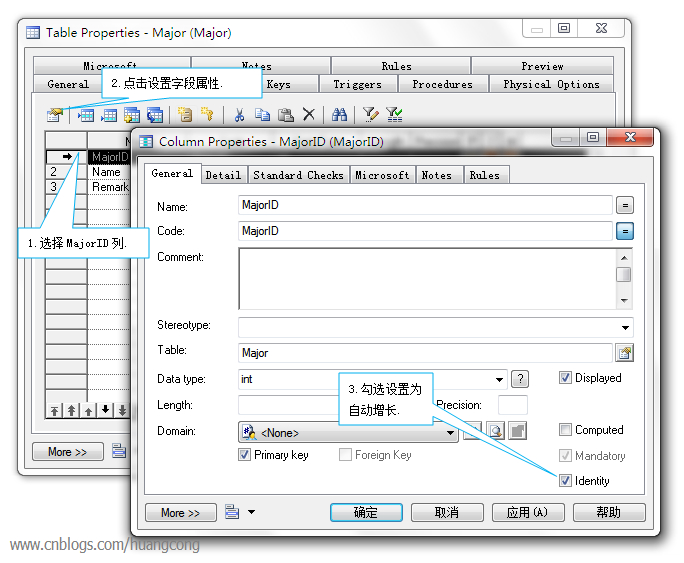 Table Properties - Major (Major)
Microsoft Notes Rules Preview
General Keys Triggers Procedures Physical Options
2. 点击设置字段属性.
N
MajorID
2 Name
3 Remark
1. 选择 MajorID 列.
More >>
Column Properties - MajorID (MajorID)
General Detail Standard Checks Microsoft Notes Rules
Name: MajorID =
Code: MajorID =
Comment:
Stereotype:
Table: Major
Data type: int ? Displayed
Length: Precision:
3. 勾选设置为
自动增长.
Domain: <None> Computed
Primary key Foreign Key Mandatory
Identity
More >> 确定 取消 应用(A) 帮助
www.cnblogs.com/huangcong